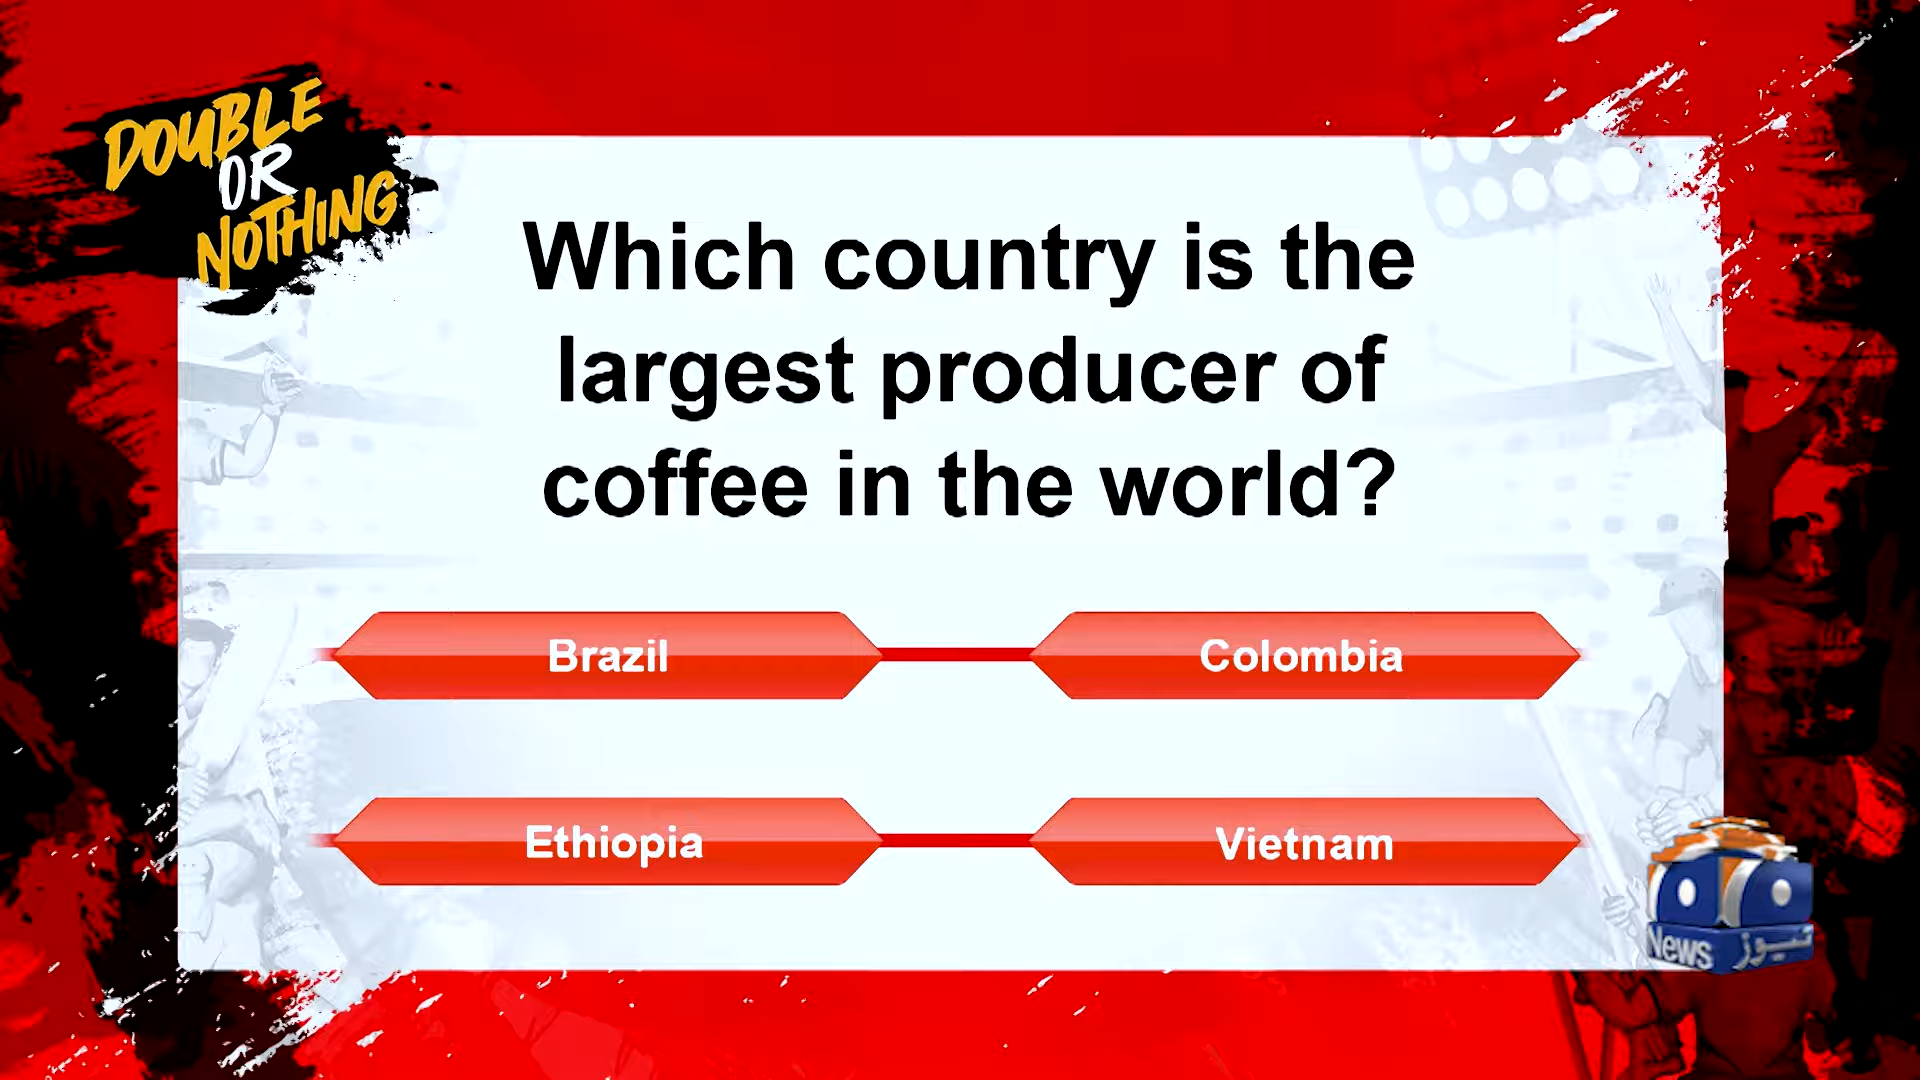 DOUBLE
OR
NOTHING
Which country is the
largest producer of
coffee in the world?
Brazil
Colombia
Ethiopia
Vietnam
News نیوز